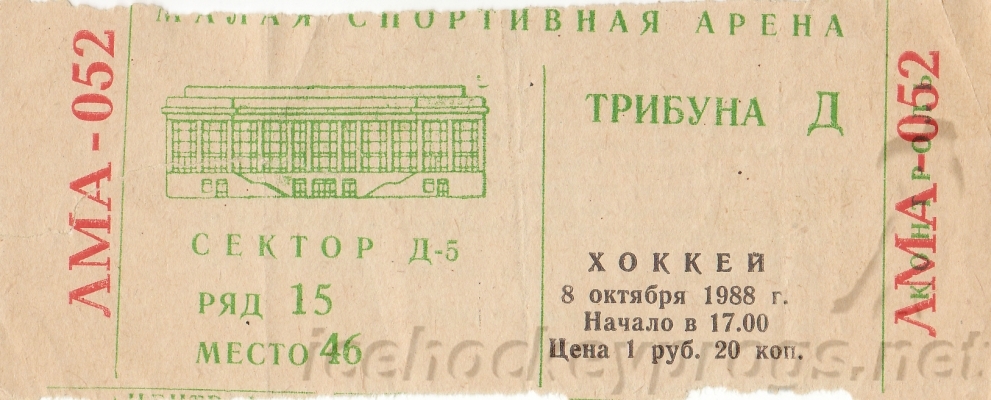 МАЛАЯ СПОРТИВНАЯ АРЕНА
ЛМА-052
СЕКТОР Д-5
РЯД 15
МЕСТО 46
ТРИБУНА Д
ХОККЕЙ
8 октября 1988 г.
Начало в 17.00
Цена 1 руб. 20 коп.
КОНТРОЛЬ
ЛМА-052
icehockeyprogs.net